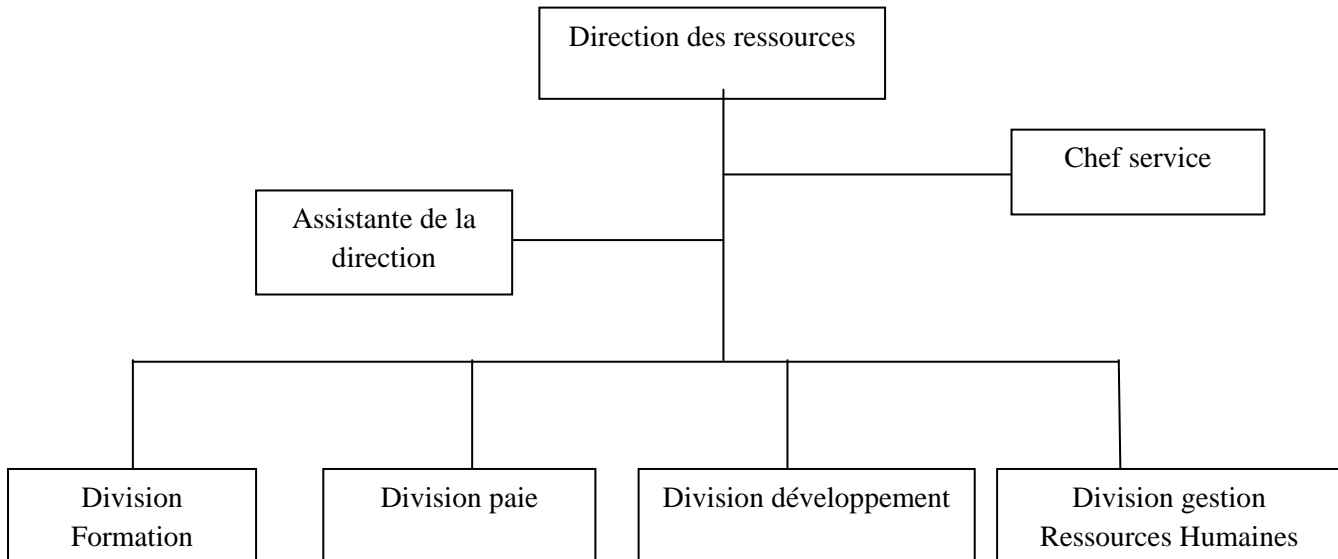 Direction des ressources
Chef service
Assistante de la
direction
Division
Formation
Division paie
Division développement
Division gestion
Ressources Humaines